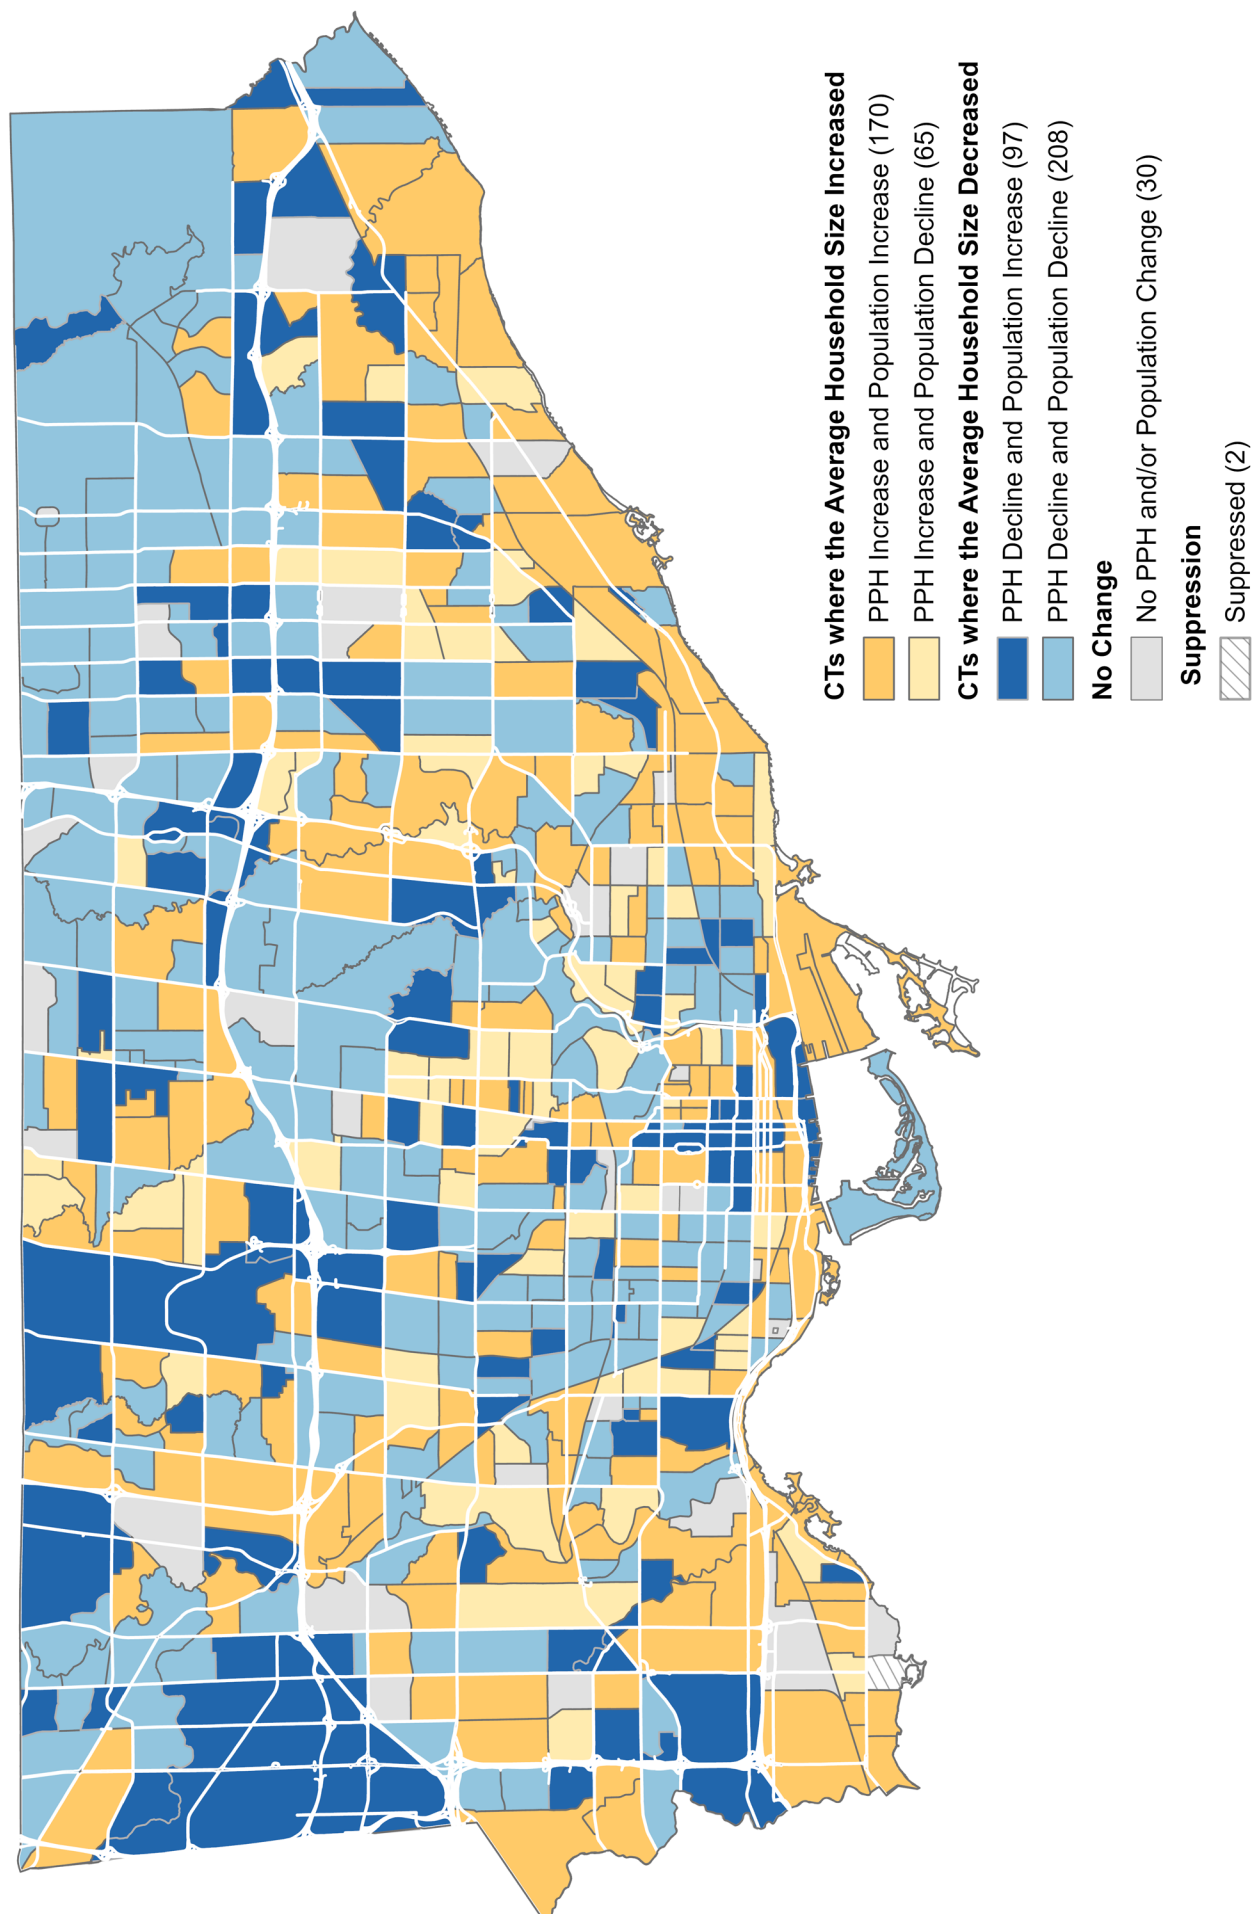 CTs where the Average Household Size Increased
PPH Increase and Population Increase (170)
PPH Increase and Population Decline (65)
CTs where the Average Household Size Decreased
PPH Decline and Population Increase (97)
PPH Decline and Population Decline (208)
No Change
No PPH and/or Population Change (30)
Suppression
Suppressed (2)